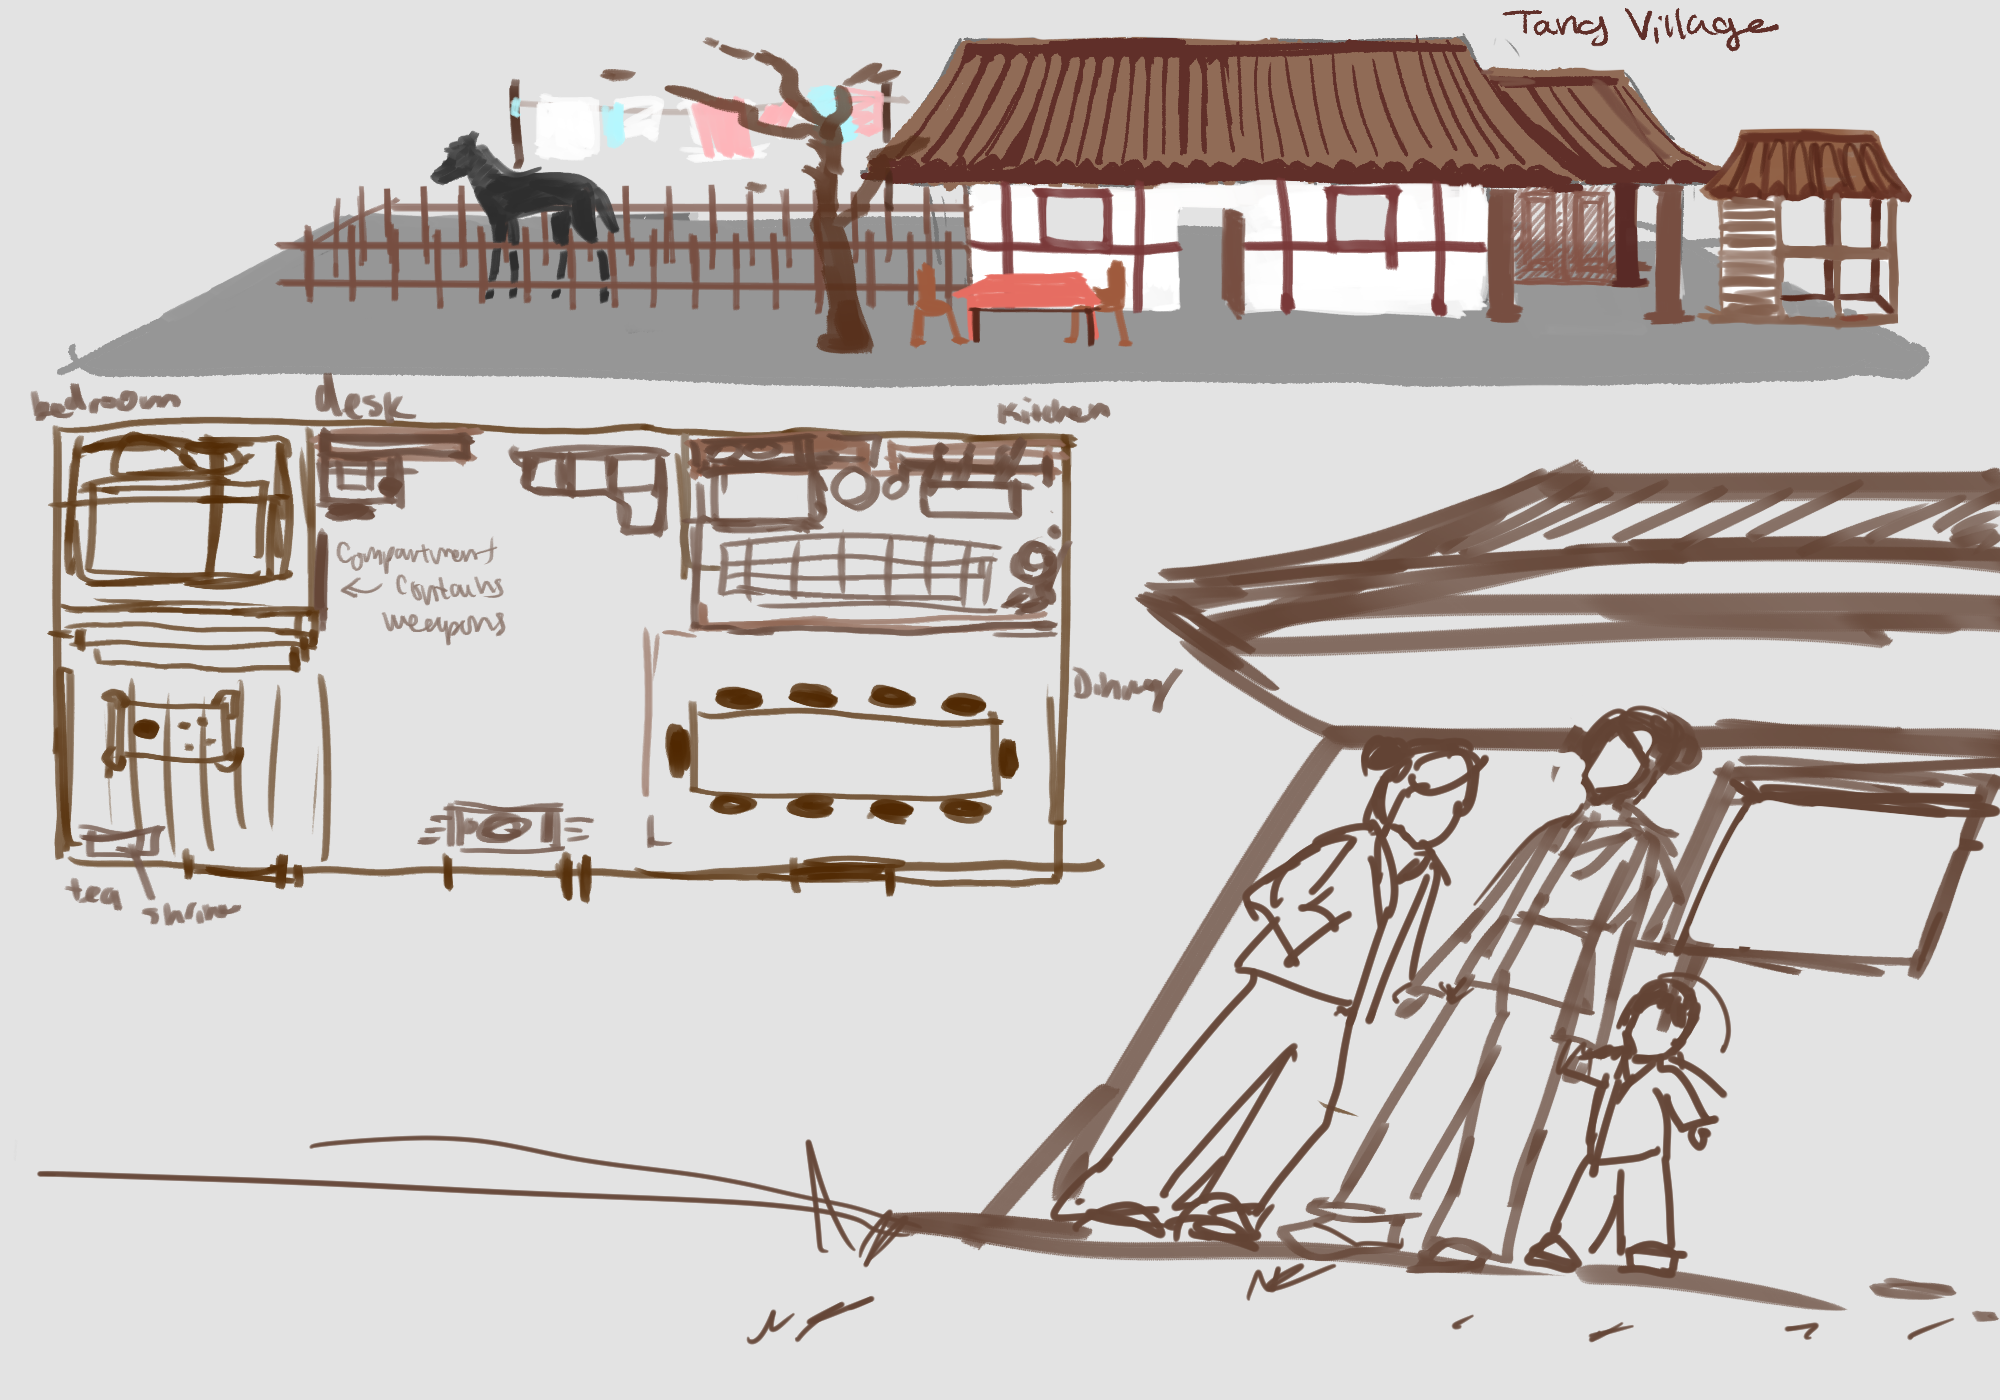 Tang Village
bedroom
desk
Kitchen
Compartment
← Contains
weapons
Dining
tea
shrine